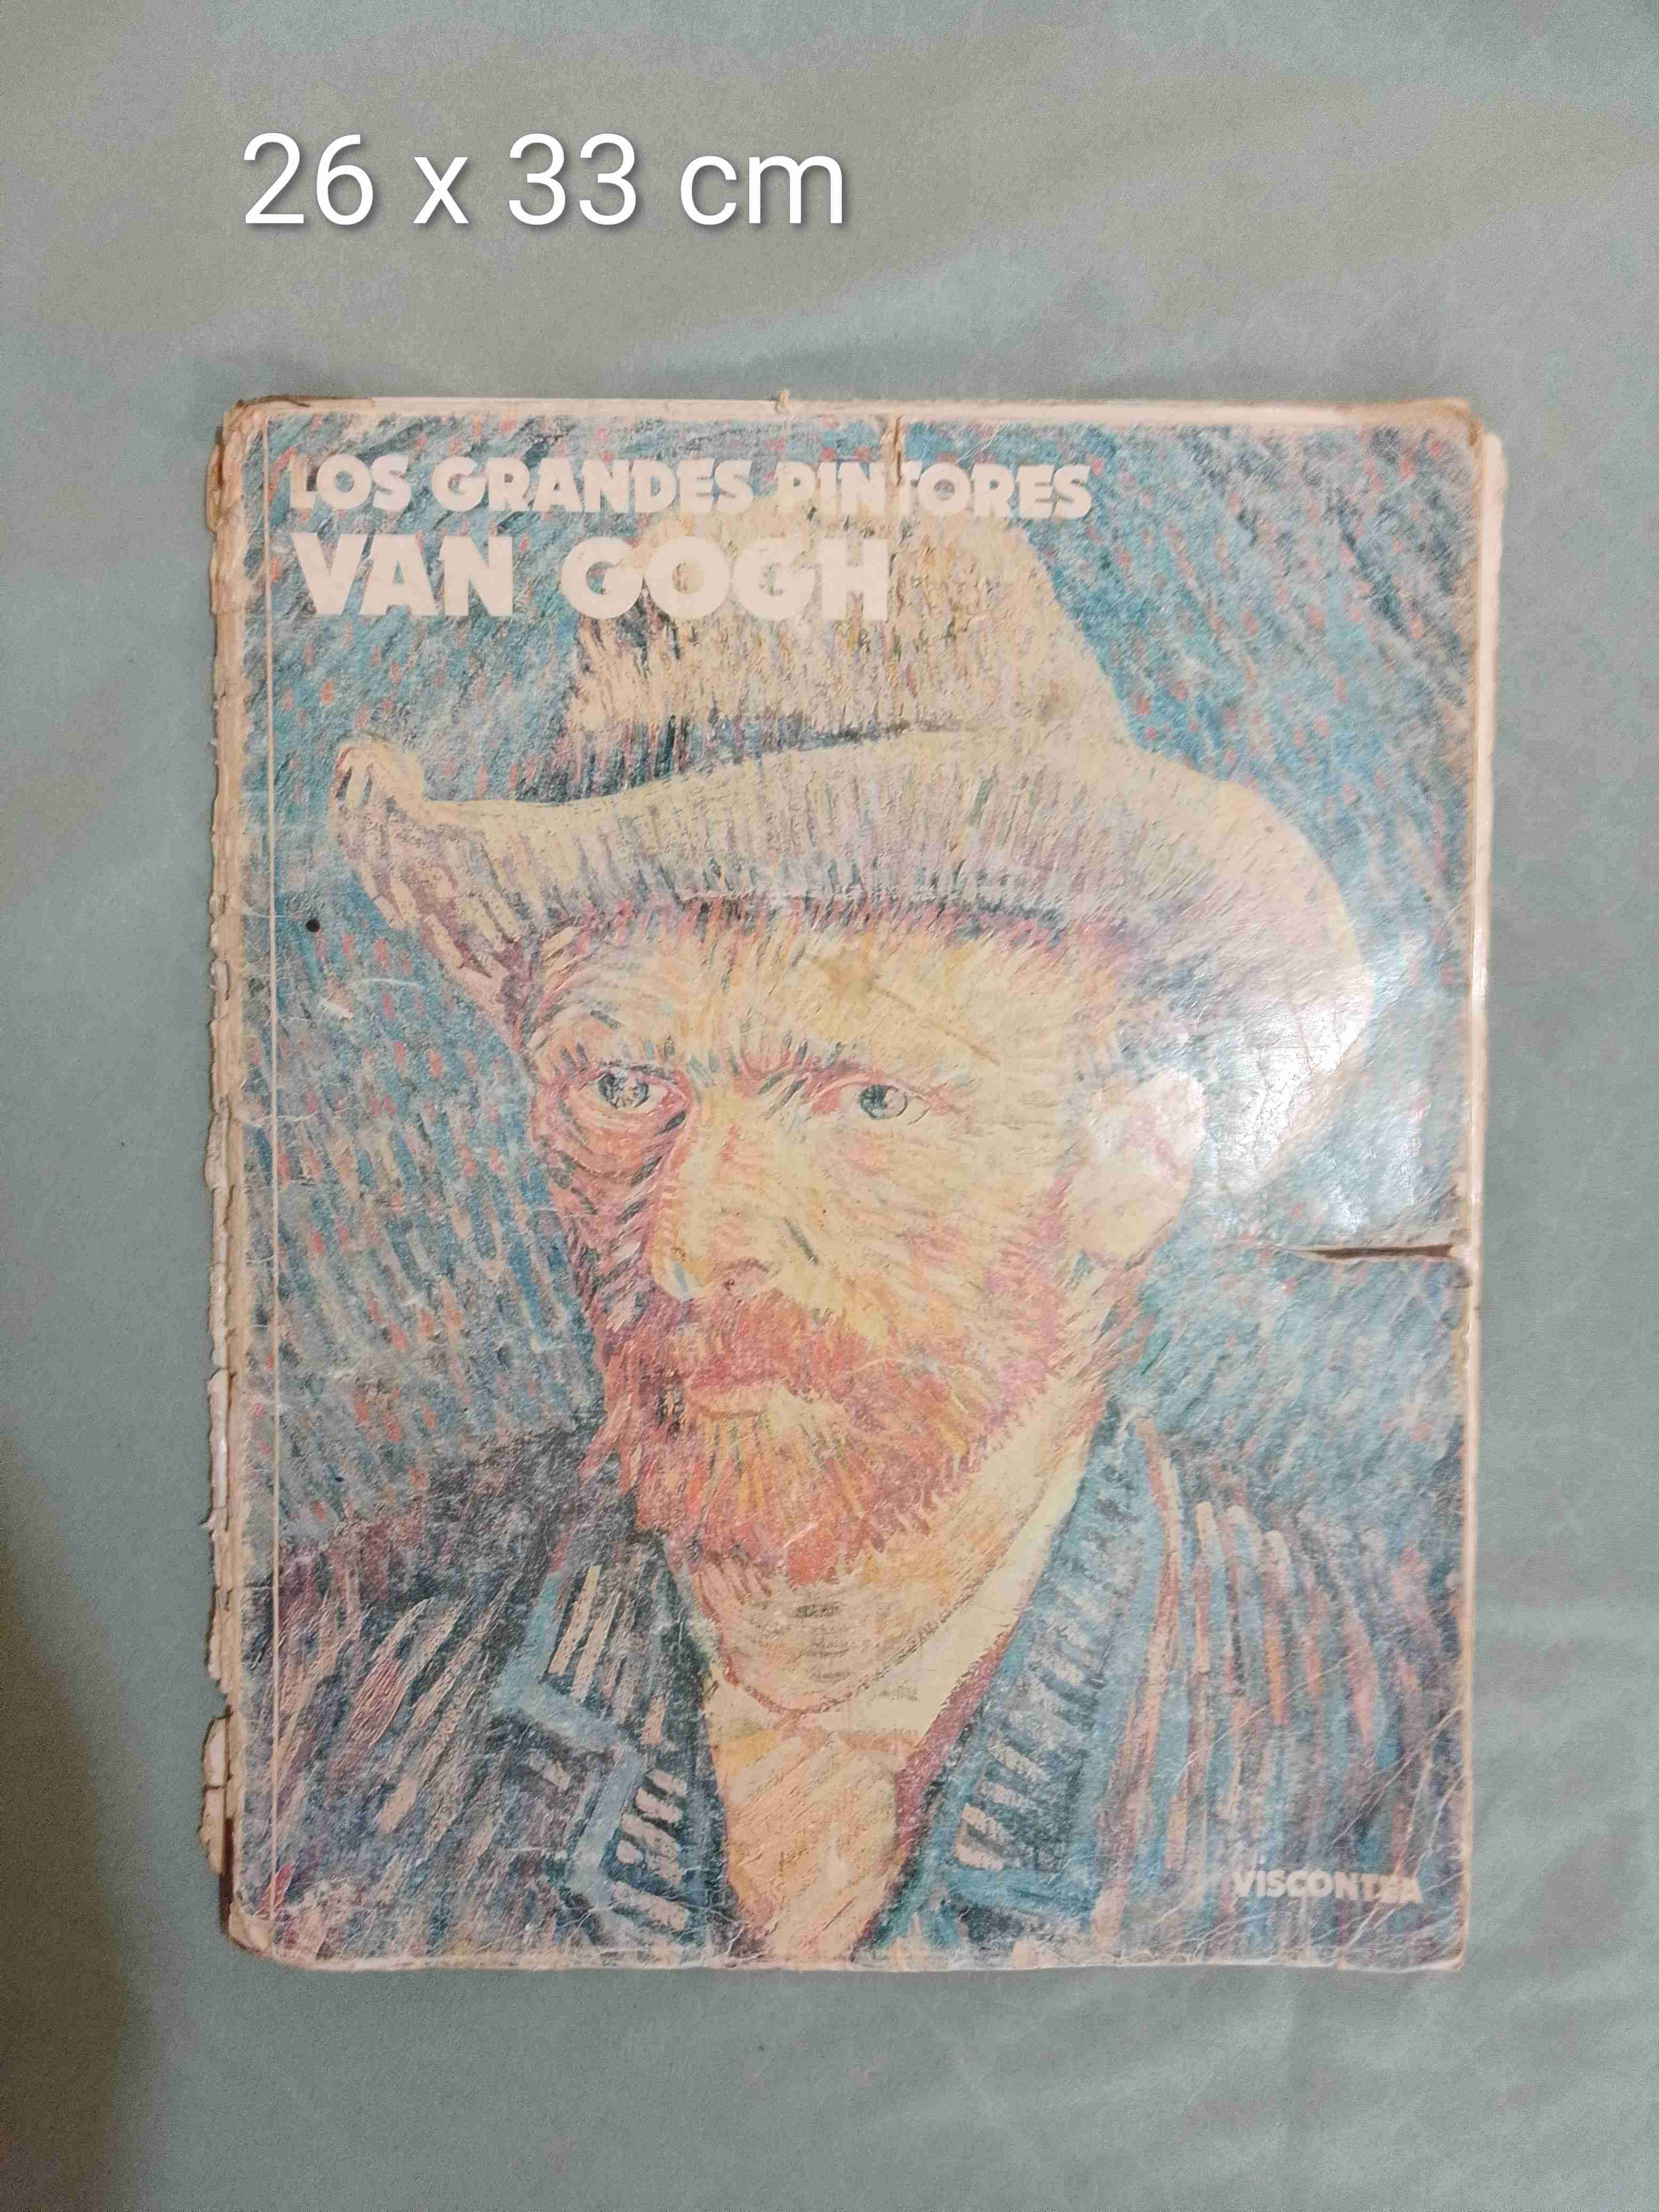 26 x 33 cm
LOS GRANDES PINTORES
VAN GOGH
VISCONTEA